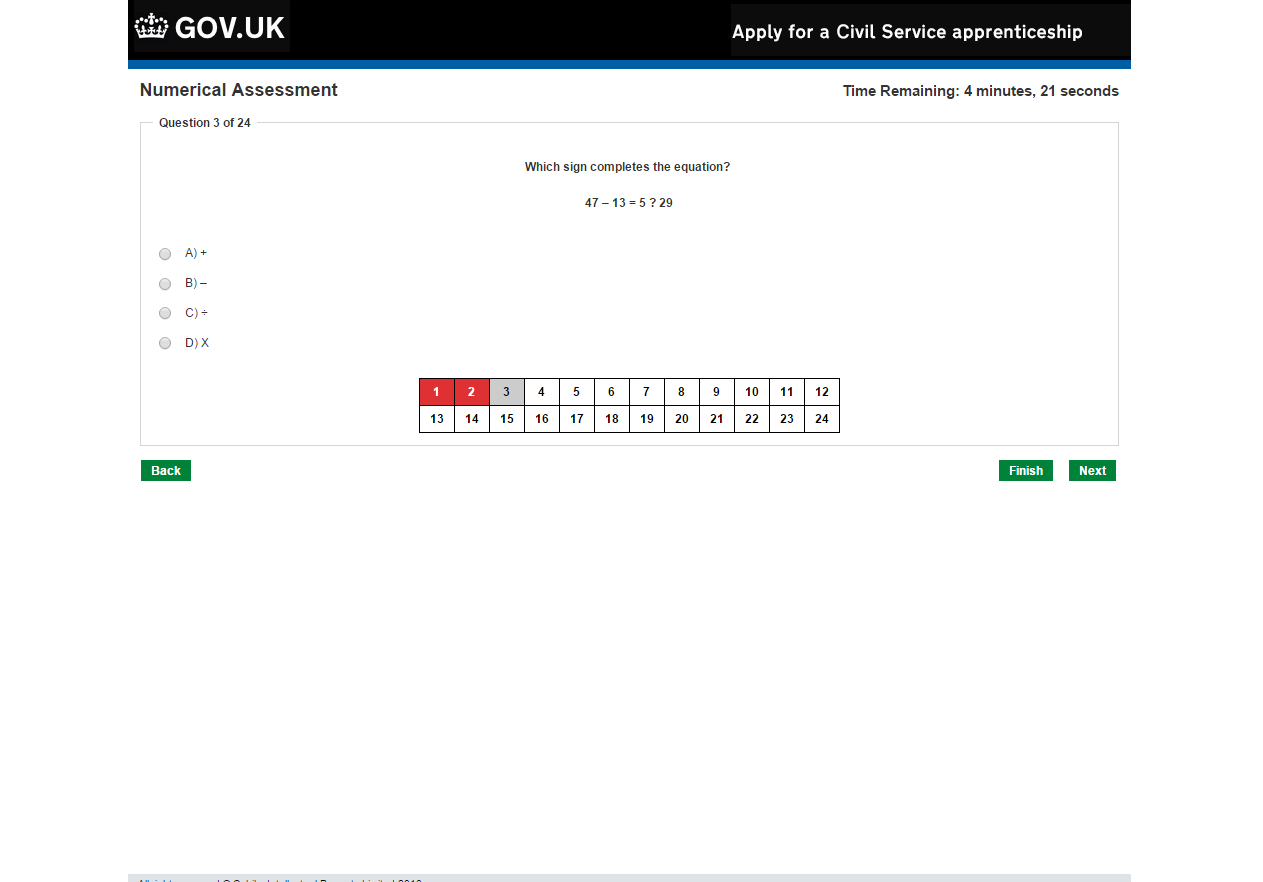 GOV.UK
Apply for a Civil Service apprenticeship
Numerical Assessment
Time Remaining: 4 minutes, 21 seconds
Question 3 of 24
Which sign completes the equation?
47 – 13 = 5 ? 29
A) +
B) –
C) ÷
D) X
1 2 3 4 5 6 7 8 9 10 11 12
13 14 15 16 17 18 19 20 21 22 23 24
Back
Finish
Next